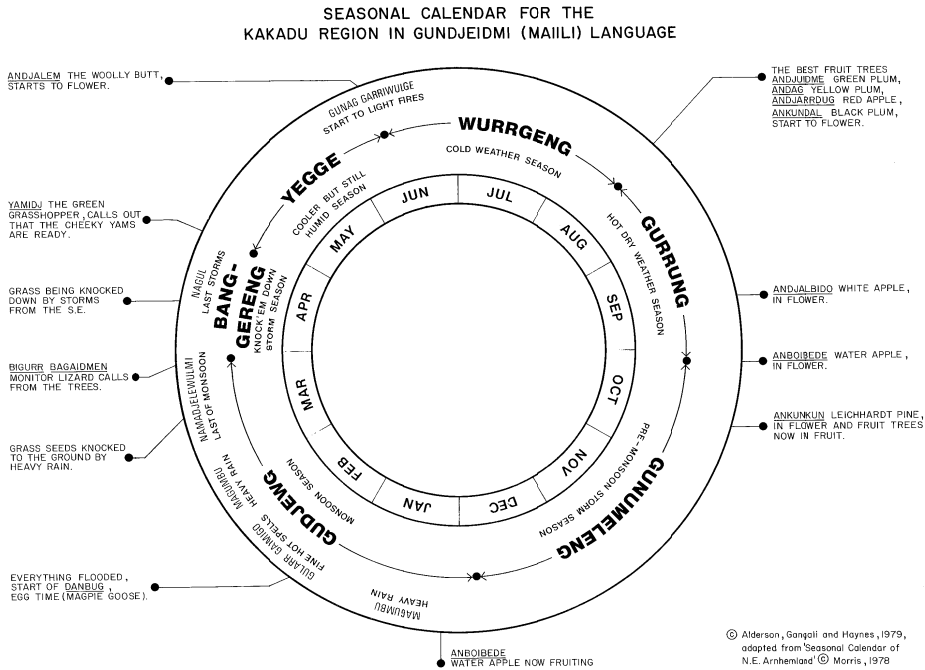 SEASONAL CALENDAR FOR THE
KAKADU REGION IN GUNDJEIDMI (MAIILI) LANGUAGE
ANDJALEM THE WOOLLY BUTT,
STARTS TO FLOWER.
YAMIDJ THE GREEN
GRASSHOPPER, CALLS OUT
THAT THE CHEEKY YAMS
ARE READY.
GRASS BEING KNOCKED
DOWN BY STORMS
FROM THE S.E.
BIGURR BAGAIDMEN
MONITOR LIZARD CALLS
FROM THE TREES.
GRASS SEEDS KNOCKED
TO THE GROUND BY
HEAVY RAIN.
EVERYTHING FLOODED,
START OF DANBUG,
EGG TIME (MAGPIE GOOSE).
THE BEST FRUIT TREES
ANDJUIDME GREEN PLUM,
ANDAG YELLOW PLUM,
ANDJARRDUG RED APPLE,
ANKUNDAL BLACK PLUM,
START TO FLOWER.
ANDJALBIDO WHITE APPLE,
IN FLOWER.
ANBOIBEDE WATER APPLE,
IN FLOWER.
ANKUNKUN LEICHHARDT PINE,
IN FLOWER AND FRUIT TREES
NOW IN FRUIT.
ANBOIBEDE
WATER APPLE NOW FRUITING
GUNAG GARRIWUIGE
START TO LIGHT FIRES
NAGUL
LAST STORMS
NAMADJELEWULMI
LAST OF MONSOON
MAGUMBU
HEAVY RAIN
GULARR GAIMIGO
FINE HOT SPELLS
MAGUMBU
HEAVY RAIN
WURRGENG
COLD WEATHER SEASON
GURRUNG
HOT DRY WEATHER SEASON
GUNUMELENG
PRE-MONSOON STORM SEASON
GUDJEWG
MONSOON SEASON
BANG-
GERENG
KNOCK'EM DOWN
STORM SEASON
YEGGE
COOLER BUT STILL
HUMID SEASON
JAN
FEB
MAR
APR
MAY
JUN
JUL
AUG
SEP
OCT
NOV
DEC
© Alderson, Gangali and Haynes, 1979,
adapted from 'Seasonal Calendar of
N.E. Arnhenland' © Morris, 1978